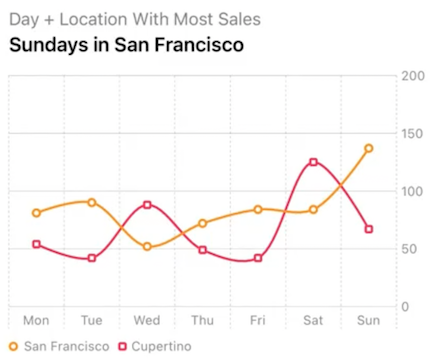 Day + Location With Most Sales
Sundays in San Francisco
200
150
100
50
0
Mon Tue Wed Thu Fri Sat Sun
San Francisco Cupertino